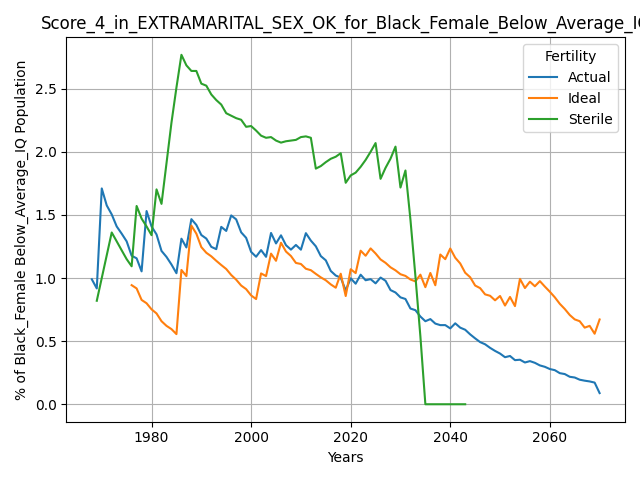 Score_4_in_EXTRAMARITAL_SEX_OK_for_Black_Female_Below_Average_IQ
% of Black_Female Below_Average_IQ Population
2.5
2.0
1.5
1.0
0.5
0.0
Fertility
Actual
Ideal
Sterile
1980
2000
2020
2040
2060
Years